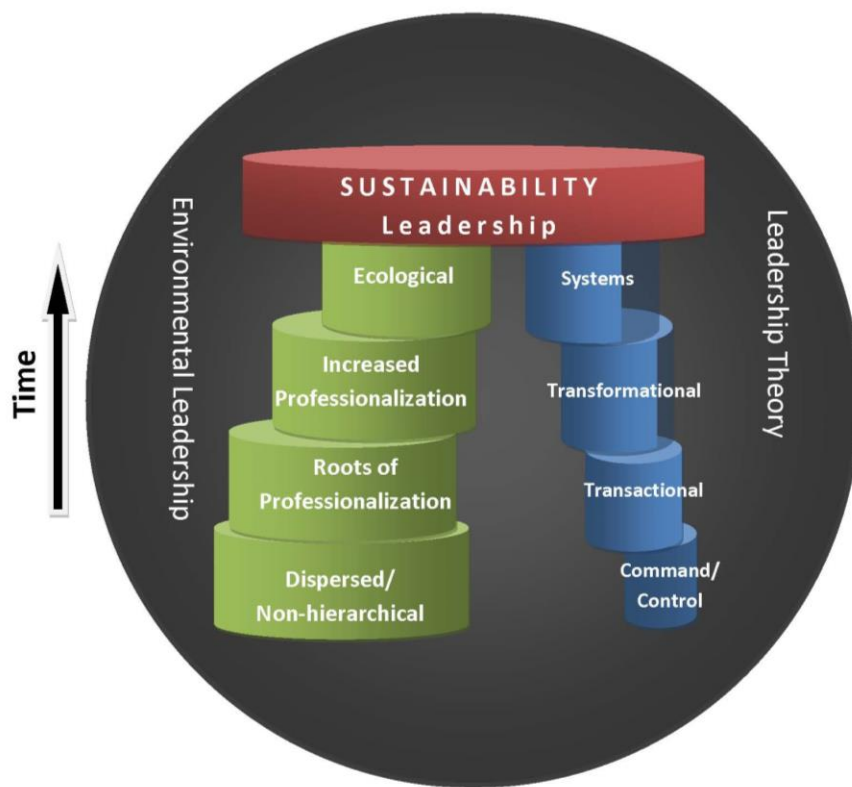 SUSTAINABILITY
Leadership
Environmental Leadership
Ecological
Increased
Professionalization
Roots of
Professionalization
Dispersed/
Non-hierarchical
Systems
Transformational
Transactional
Command/
Control
Leadership Theory
Time